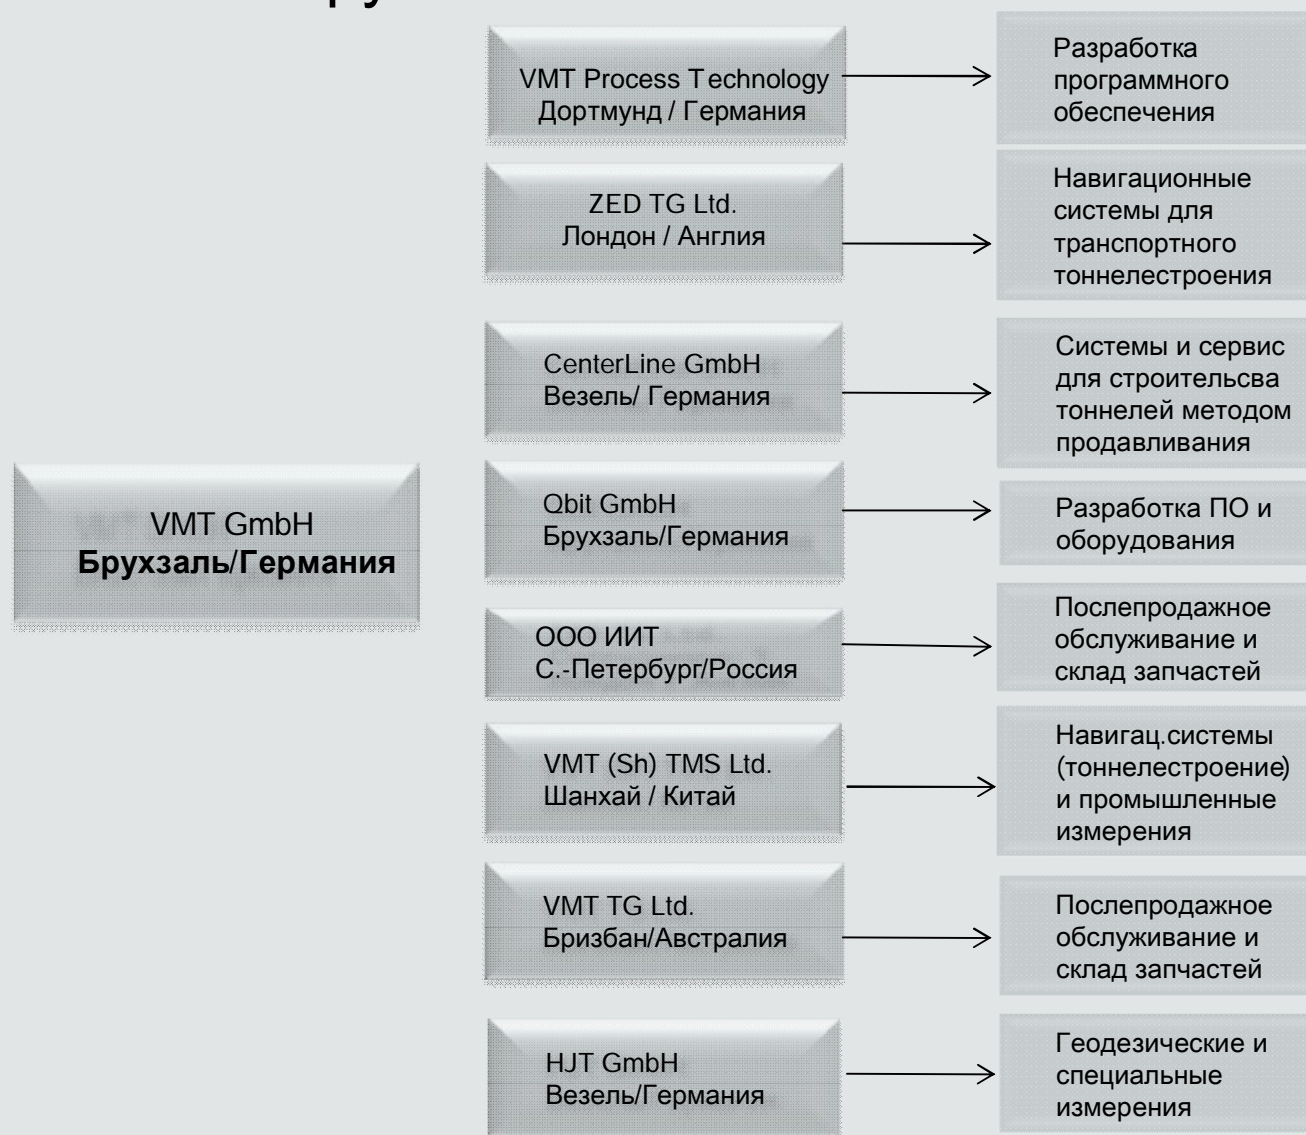 VMT Process Technology
Дортмунд / Германия
Разработка
программного
обеспечения
ZED TG Ltd.
Лондон / Англия
Навигационные
системы для
транспортного
тоннелестроения
CenterLine GmbH
Везель/ Германия
Системы и сервис
для строительсва
тоннелей методом
продавливания
VMT GmbH
Брухзаль/Германия
Qbit GmbH
Брухзаль/Германия
Разработка ПО и
оборудования
ООО ИИТ
С.-Петербург/Россия
Послепродажное
обслуживание и
склад запчастей
VMT (Sh) TMS Ltd.
Шанхай / Китай
Навигац.системы
(тоннелестроение)
и промышленные
измерения
VMT TG Ltd.
Бризбан/Австралия
Послепродажное
обслуживание и
склад запчастей
HJT GmbH
Везель/Германия
Геодезические и
специальные
измерения